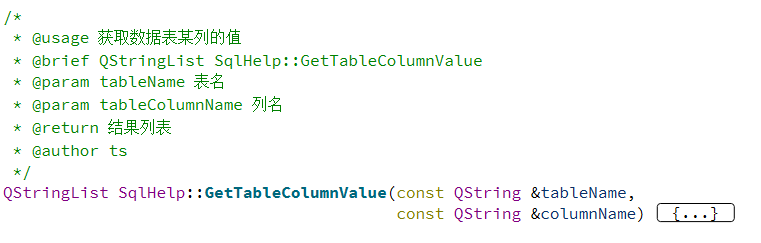 /*
 * @usage 获取数据表某列的值
 * @brief QStringList SqlHelp::GetTableColumnValue
 * @param tableName 表名
 * @param tableColumnName 列名
 * @return 结果列表
 * @author ts
 */
QStringList SqlHelp::GetTableColumnValue(const QString &tableName,
                                         const QString &columnName) {...}